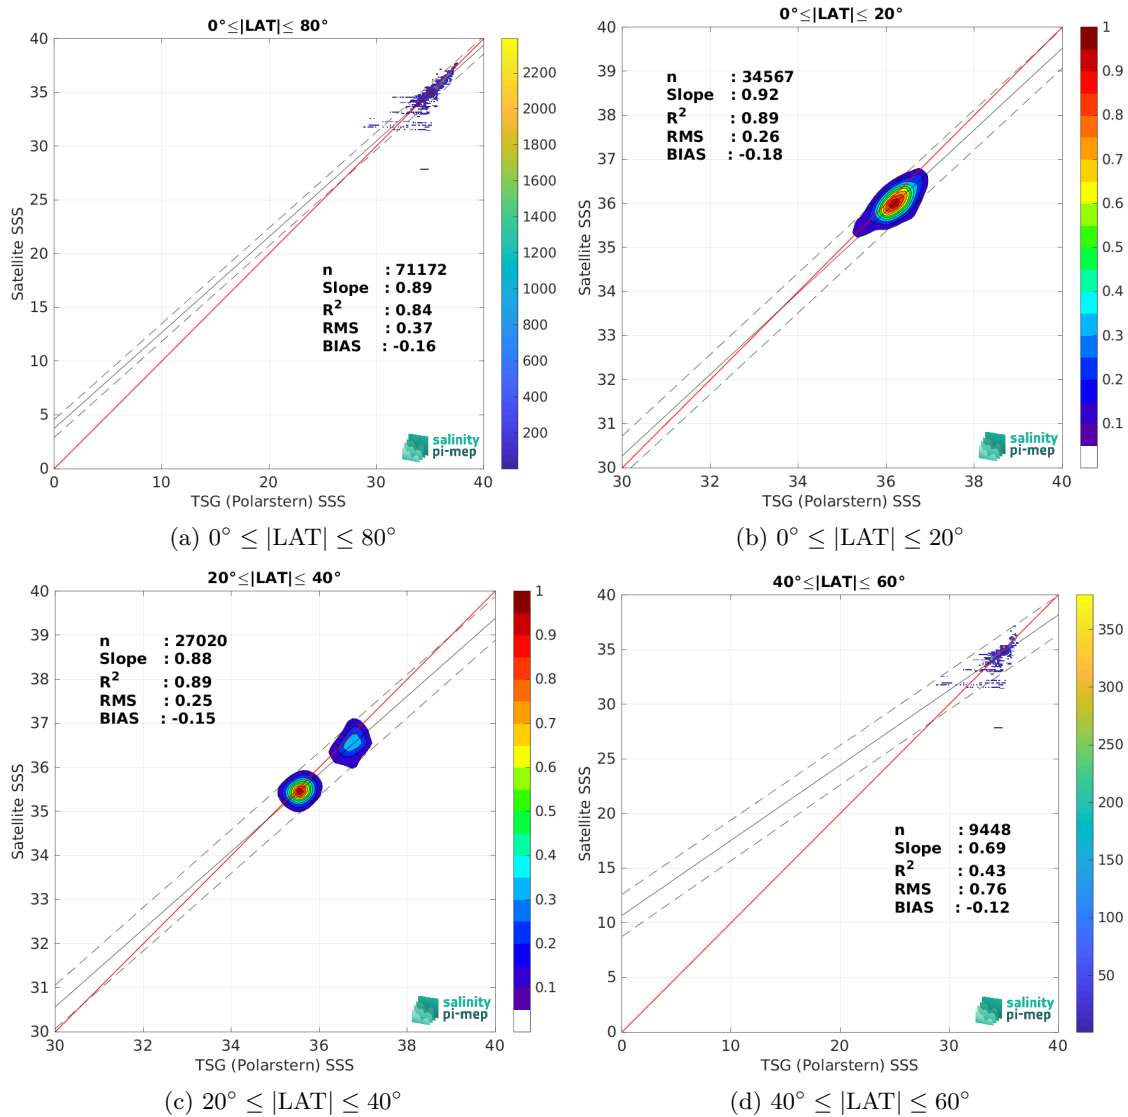 0°≤|LAT|≤ 80°
40
35
30
25
20
15
10
5
0
Satellite SSS
n : 71172
Slope : 0.89
R² : 0.84
RMS : 0.37
BIAS : -0.16
salinity
pi-mep
0 10 20 30 40
TSG (Polarstern) SSS
2200
2000
1800
1600
1400
1200
1000
800
600
400
200
(a) 0° ≤ |LAT| ≤ 80°
0°≤|LAT|≤ 20°
40
39
38
37
36
35
34
33
32
31
30
Satellite SSS
n : 34567
Slope : 0.92
R² : 0.89
RMS : 0.26
BIAS : -0.18
salinity
pi-mep
30 32 34 36 38 40
TSG (Polarstern) SSS
1
0.9
0.8
0.7
0.6
0.5
0.4
0.3
0.2
0.1
(b) 0° ≤ |LAT| ≤ 20°
20°≤|LAT|≤ 40°
40
39
38
37
36
35
34
33
32
31
30
Satellite SSS
n : 27020
Slope : 0.88
R² : 0.89
RMS : 0.25
BIAS : -0.15
salinity
pi-mep
30 32 34 36 38 40
TSG (Polarstern) SSS
1
0.9
0.8
0.7
0.6
0.5
0.4
0.3
0.2
0.1
(c) 20° ≤ |LAT| ≤ 40°
40°≤|LAT|≤ 60°
40
35
30
25
20
15
10
5
0
Satellite SSS
n : 9448
Slope : 0.69
R² : 0.43
RMS : 0.76
BIAS : -0.12
salinity
pi-mep
0 10 20 30 40
TSG (Polarstern) SSS
350
300
250
200
150
100
50
(d) 40° ≤ |LAT| ≤ 60°